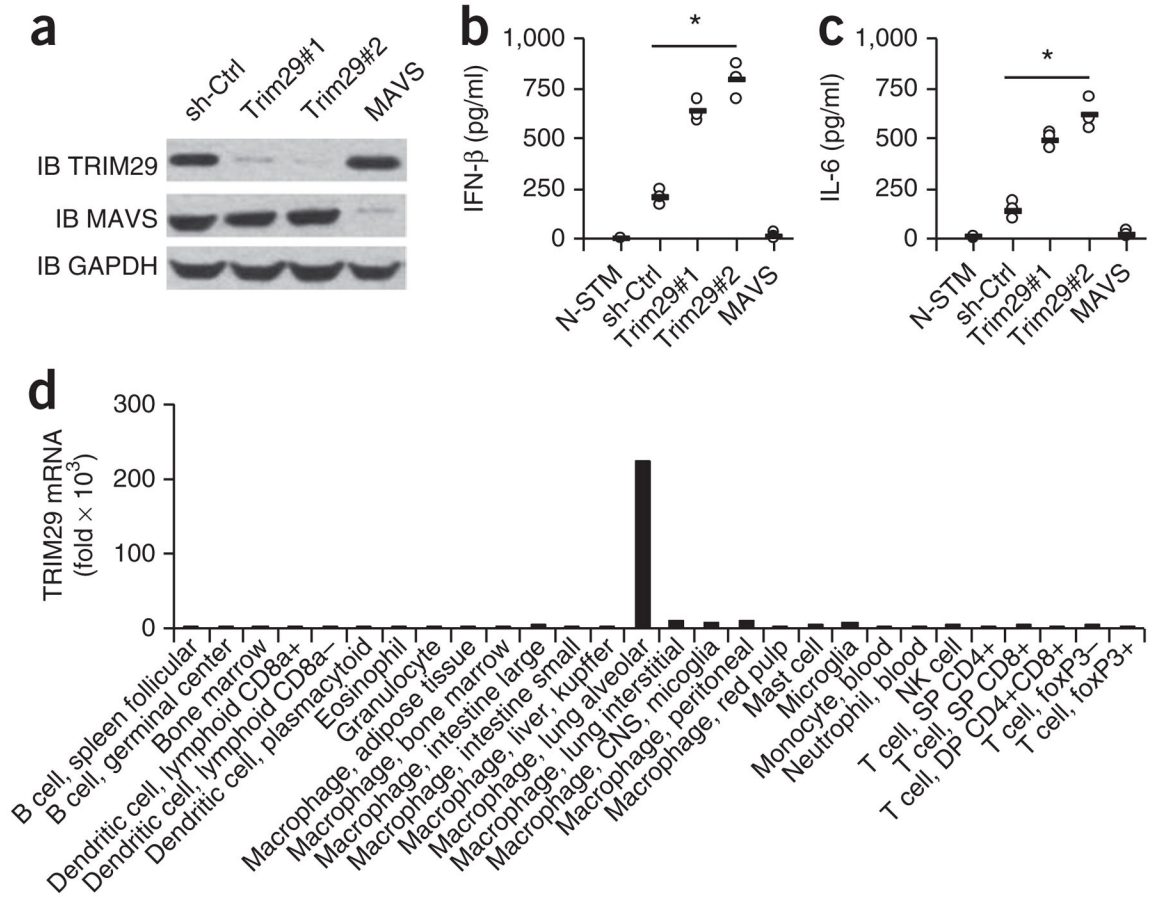 a
sh-Ctrl
Trim29#1
Trim29#2
MAVS
IB TRIM29
IB MAVS
IB GAPDH
b
1,000
750
500
250
0
IFN-β (pg/ml)
*
N-STM
sh-Ctrl
Trim29#1
Trim29#2
MAVS
c
1,000
750
500
250
0
IL-6 (pg/ml)
*
N-STM
sh-Ctrl
Trim29#1
Trim29#2
MAVS
d
300
200
100
0
TRIM29 mRNA
(fold × 10³)
B cell, spleen follicular
B cell, germinal center
Bone marrow
Dendritic cell, lymphoid CD8a+
Dendritic cell, lymphoid CD8a–
Dendritic cell, plasmacytoid
Eosinophil
Granulocyte
Macrophage, adipose tissue
Macrophage, bone marrow
Macrophage, intestine large
Macrophage, intestine small
Macrophage, liver, kupffer
Macrophage, lung alveolar
Macrophage, lung interstitial
Macrophage, CNS, micoglia
Macrophage, peritoneal
Macrophage, red pulp
Mast cell
Microglia
Monocyte, blood
Neutrophil, blood
NK cell
T cell, SP CD4+
T cell, SP CD8+
T cell, DP CD4+CD8+
T cell, foxP3–
T cell, foxP3+